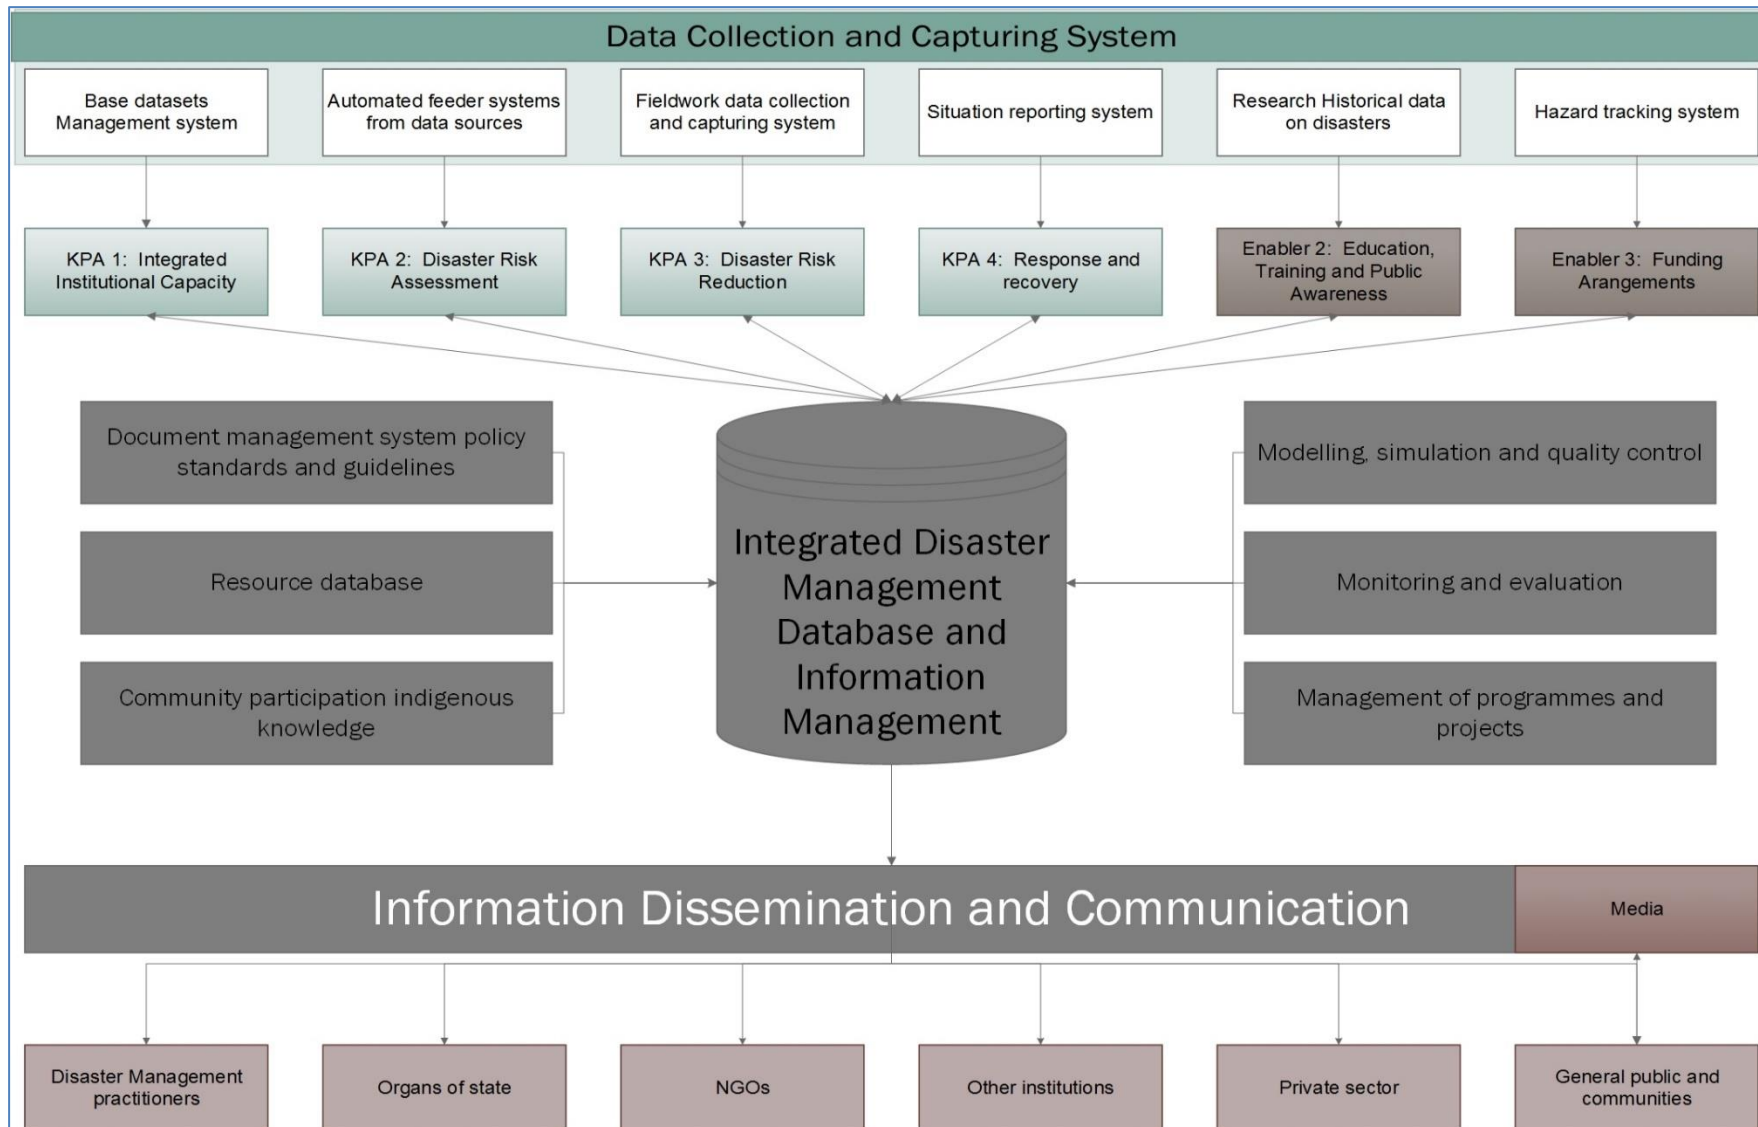 Data Collection and Capturing System
Base datasets
Management system
Automated feeder systems
from data sources
Fieldwork data collection
and capturing system
Situation reporting system
Research Historical data
on disasters
Hazard tracking system
KPA 1: Integrated
Institutional Capacity
KPA 2: Disaster Risk
Assessment
KPA 3: Disaster Risk
Reduction
KPA 4: Response and
recovery
Enabler 2: Education,
Training and Public
Awareness
Enabler 3: Funding
Arangements
Document management system policy
standards and guidelines
Resource database
Community participation indigenous
knowledge
Integrated Disaster
Management
Database and
Information
Management
Modelling, simulation and quality control
Monitoring and evaluation
Management of programmes and
projects
Information Dissemination and Communication
Media
Disaster Management
practitioners
Organs of state
NGOs
Other institutions
Private sector
General public and
communities